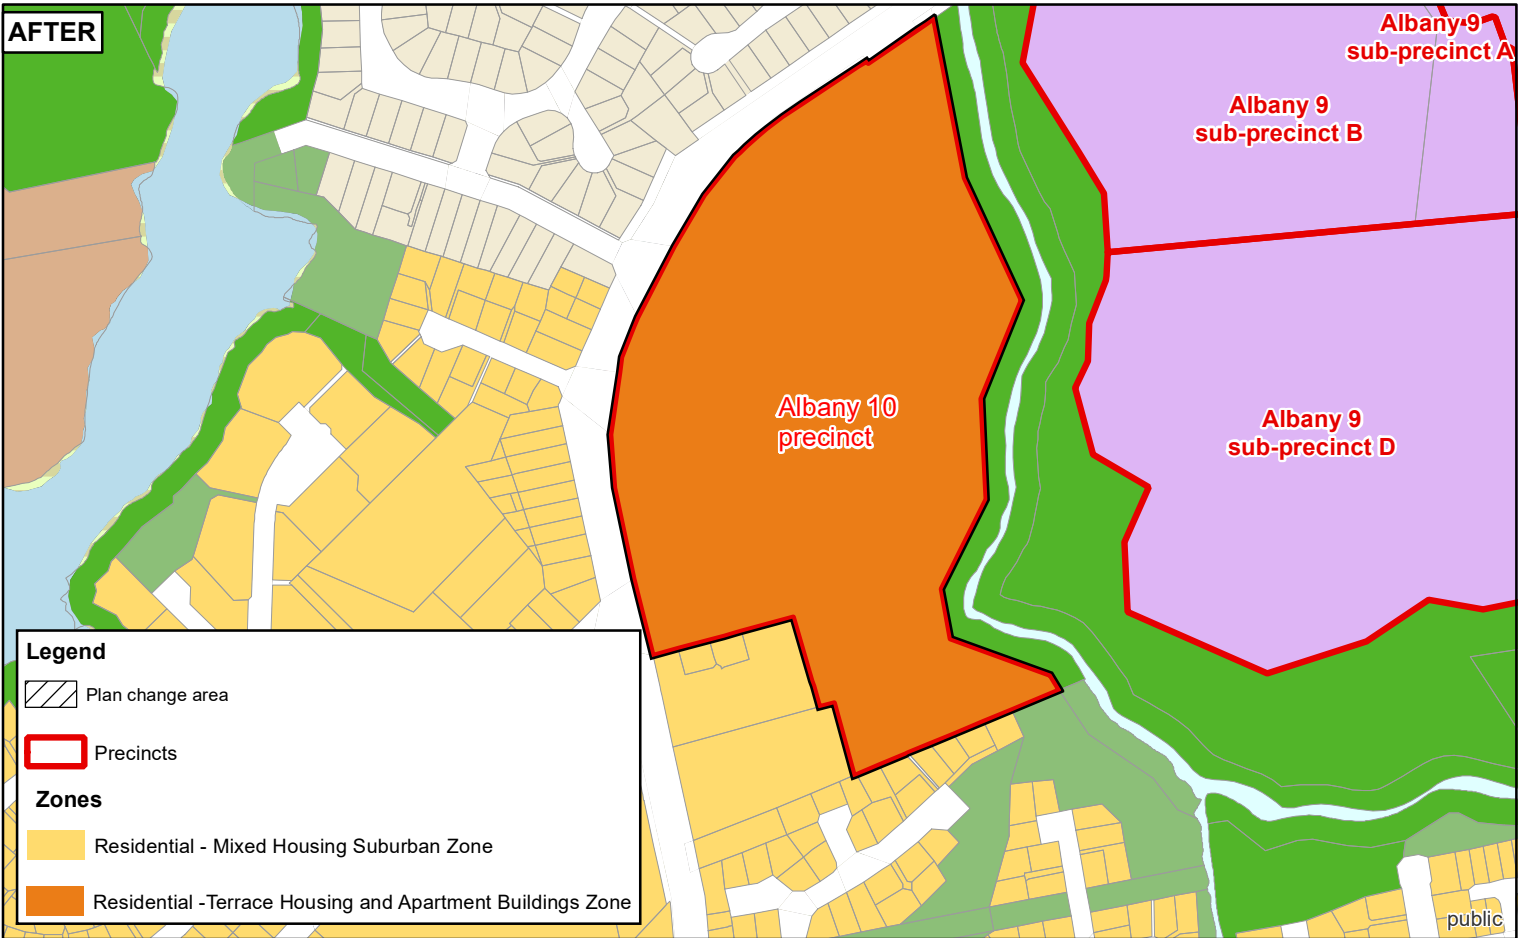 AFTER
Albany 9
sub-precinct A
Albany 9
sub-precinct B
Albany 10
precinct
Albany 9
sub-precinct D
Legend
Plan change area
Precincts
Zones
Residential - Mixed Housing Suburban Zone
Residential -Terrace Housing and Apartment Buildings Zone
public